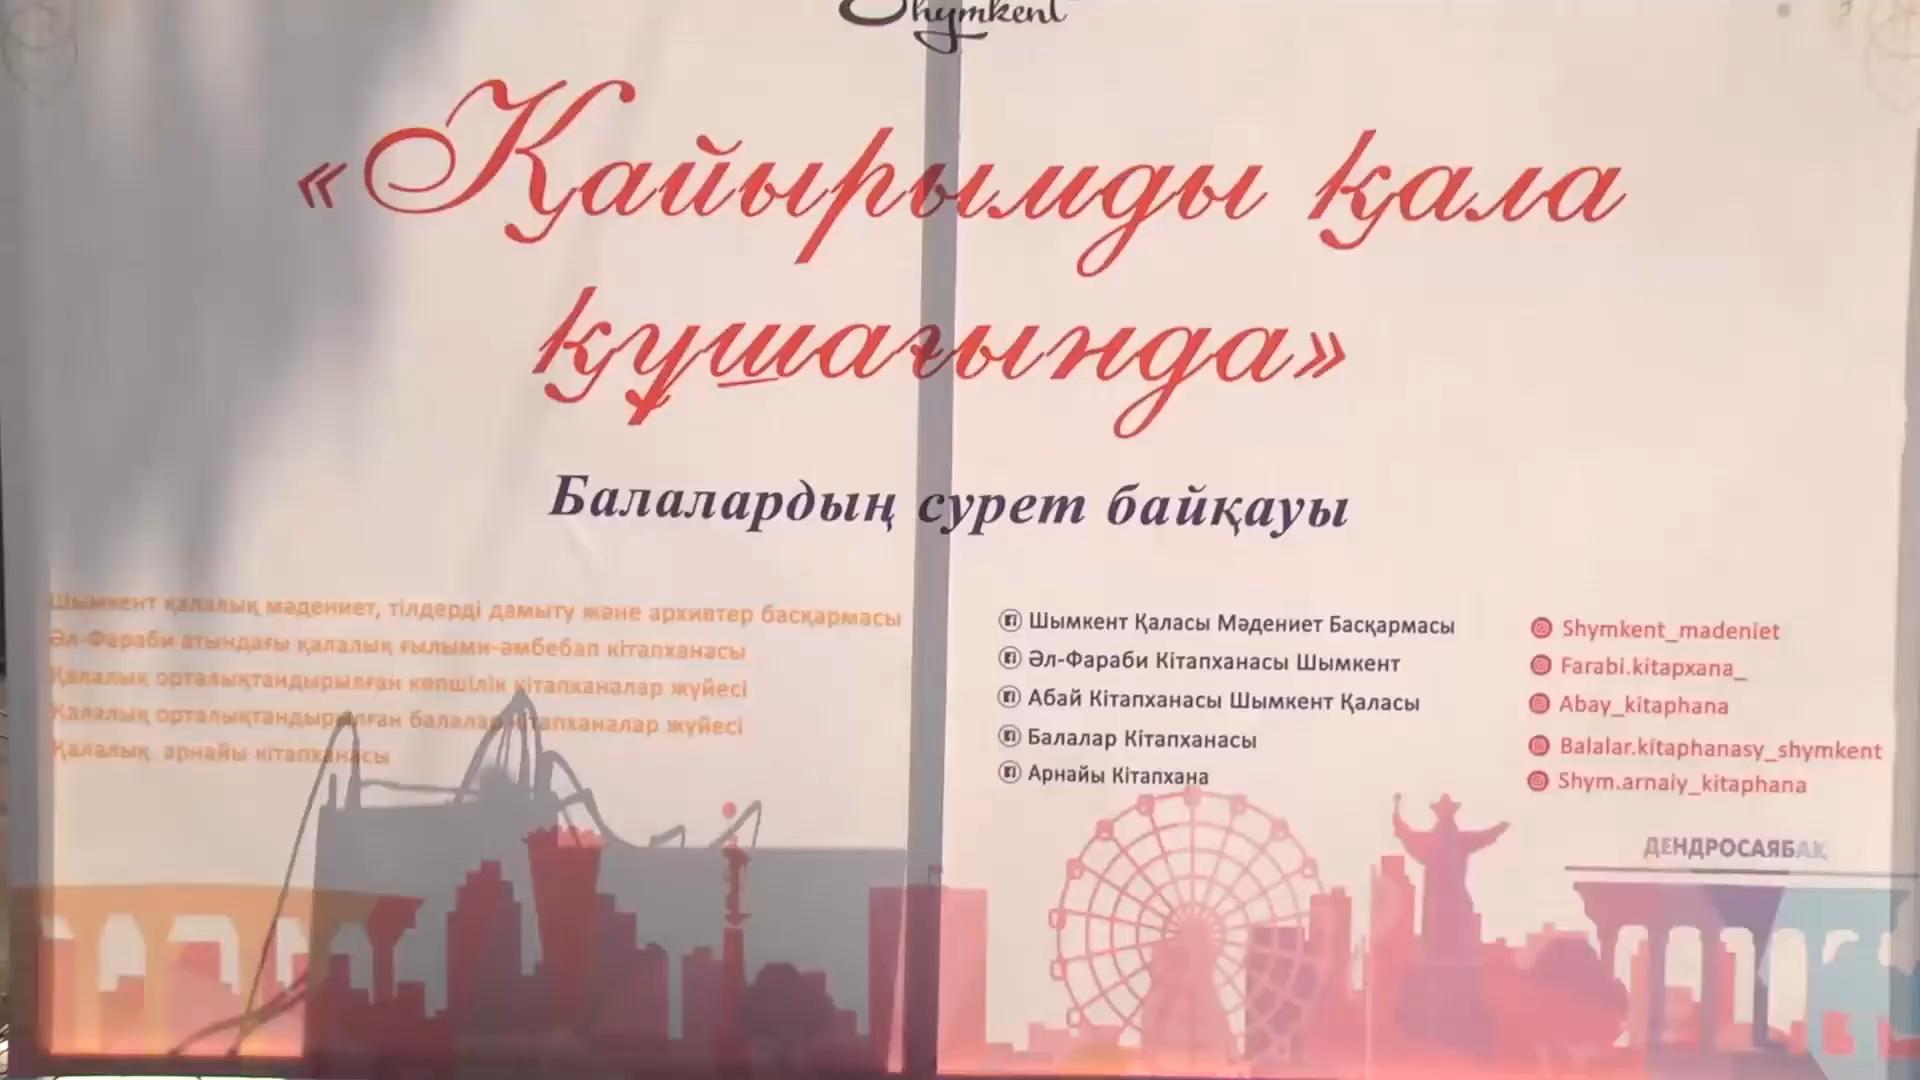 Shymkent
«Қайырымды қала
құшағында»
Балалардың сурет байқауы
Шымкент қалалық мәдениет, тілдерді дамыту және архивтер басқармасы
Әл-Фараби атындағы қалалық ғылыми-әмбебап кітапханасы
Қалалық орталықтандырылған көпшілік кітапханалар жүйесі
Қалалық орталықтандырылған балалар кітапханалар жүйесі
Қалалық арнайы кітапханасы
Шымкент Қаласы Мәдениет Басқармасы
Әл-Фараби Кітапханасы Шымкент
Абай Кітапханасы Шымкент Қаласы
Балалар Кітапханасы
Арнайы Кітапхана
Shymkent_madeniet
Farabi.kitapxana_
Abay_kitaphana
Balalar.kitaphanasy_shymkent
Shym.arnaiy_kitaphana
ДЕНДРОСАЯБАҚ